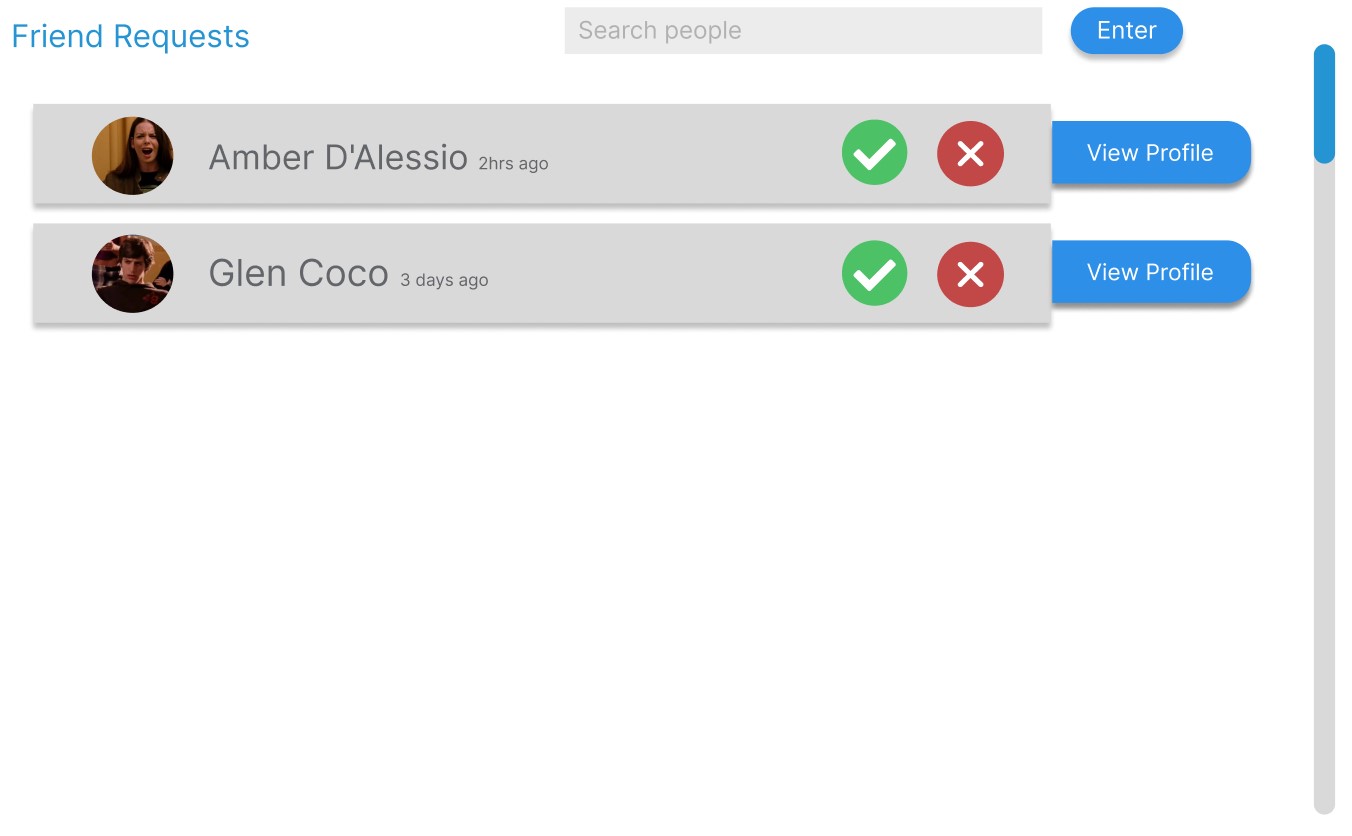 Friend Requests
Search people
Enter
Amber D'Alessio 2hrs ago
View Profile
Glen Coco 3 days ago
View Profile